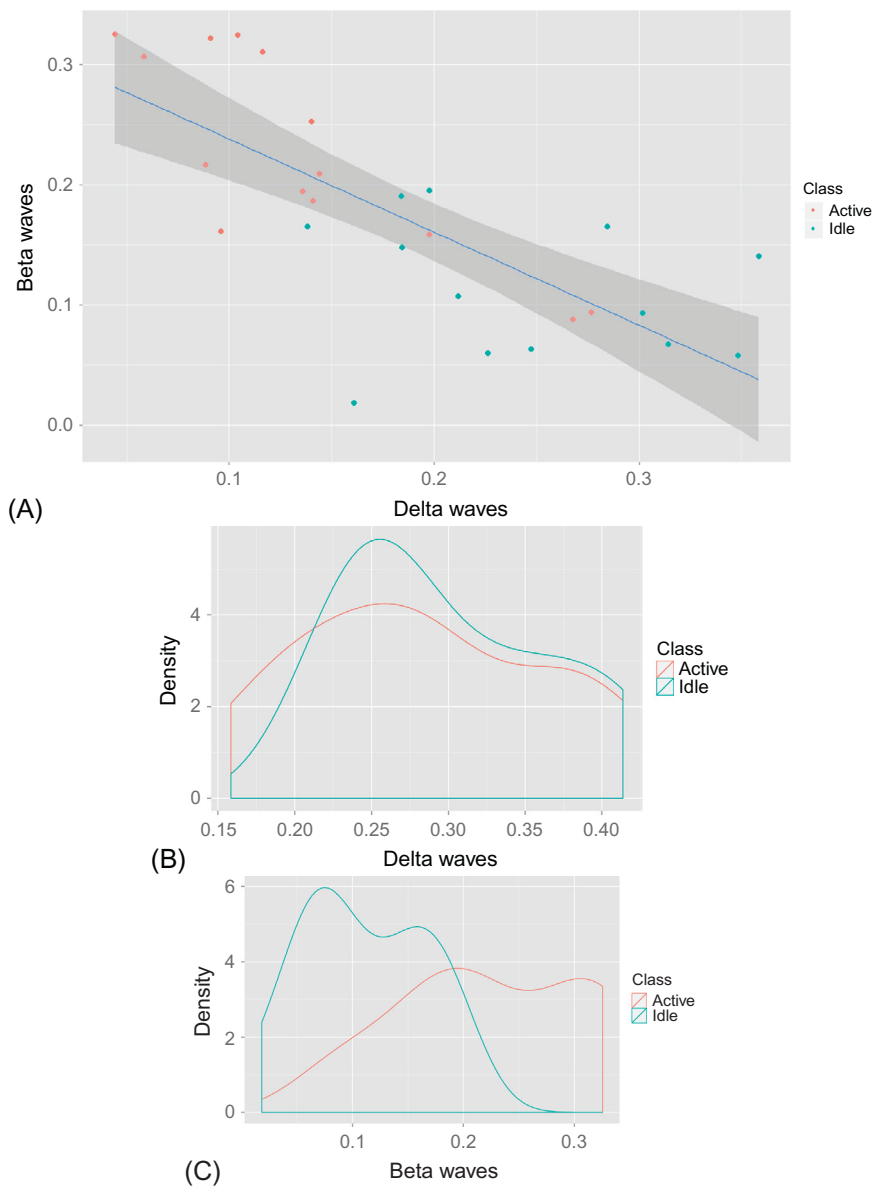 0.3
0.2
0.1
0.0
Beta waves
0.1 0.2 0.3
Delta waves
Class
Active
Idle
(A)
4
2
0
Density
0.15 0.20 0.25 0.30 0.35 0.40
Delta waves
Class
Active
Idle
(B)
6
4
2
0
Density
0.1 0.2 0.3
Beta waves
Class
Active
Idle
(C)